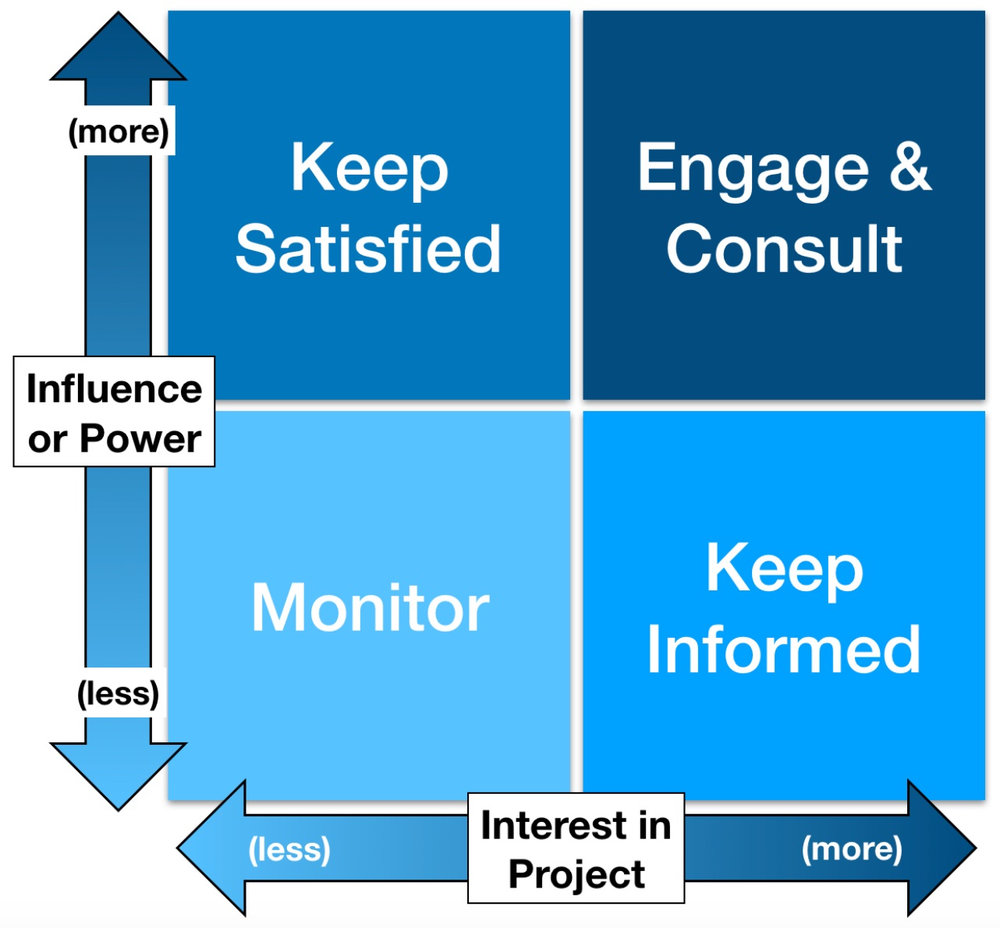 (more)
Keep
Satisfied
Engage &
Consult
Influence
or Power
Monitor
Keep
Informed
(less)
(less)
Interest in
Project
(more)